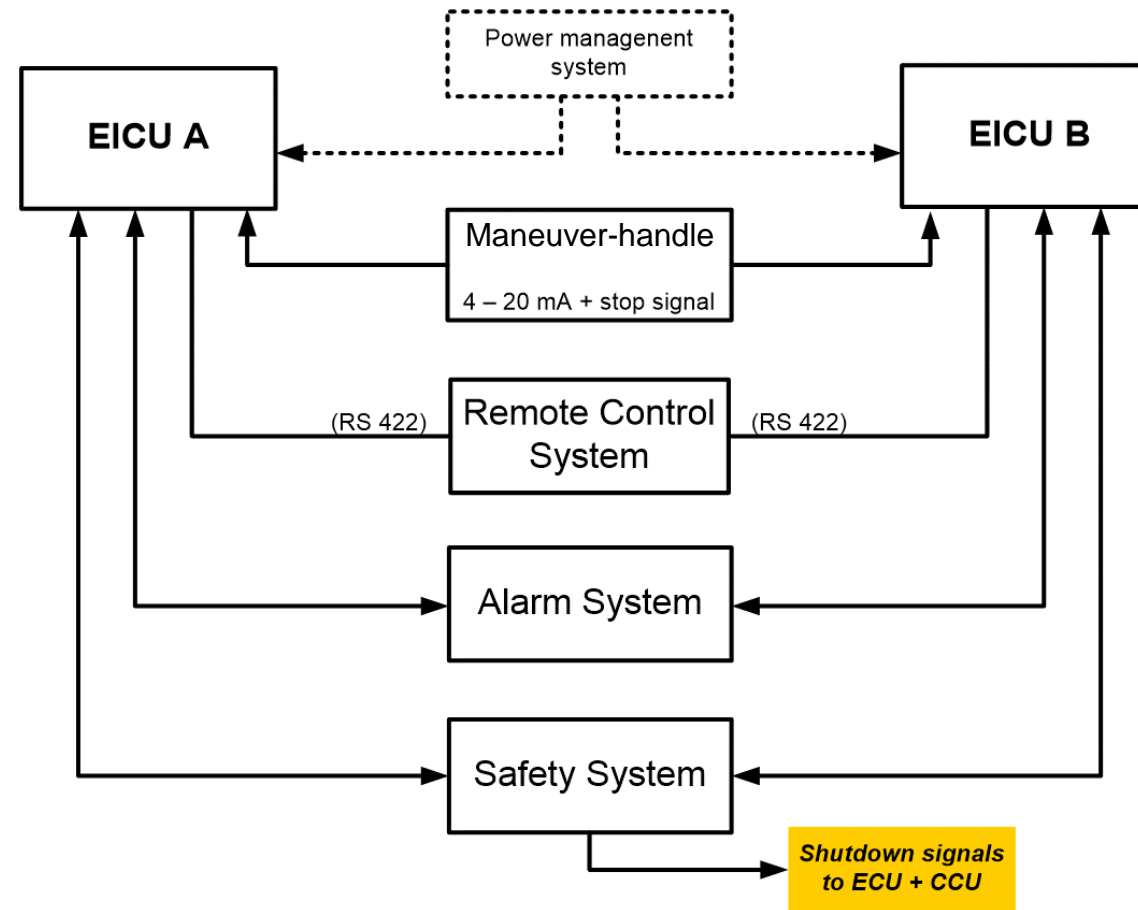 Power management
system
EICU A
EICU B
Maneuver-handle
4 – 20 mA + stop signal
(RS 422)
Remote Control
System
(RS 422)
Alarm System
Safety System
Shutdown signals
to ECU + CCU